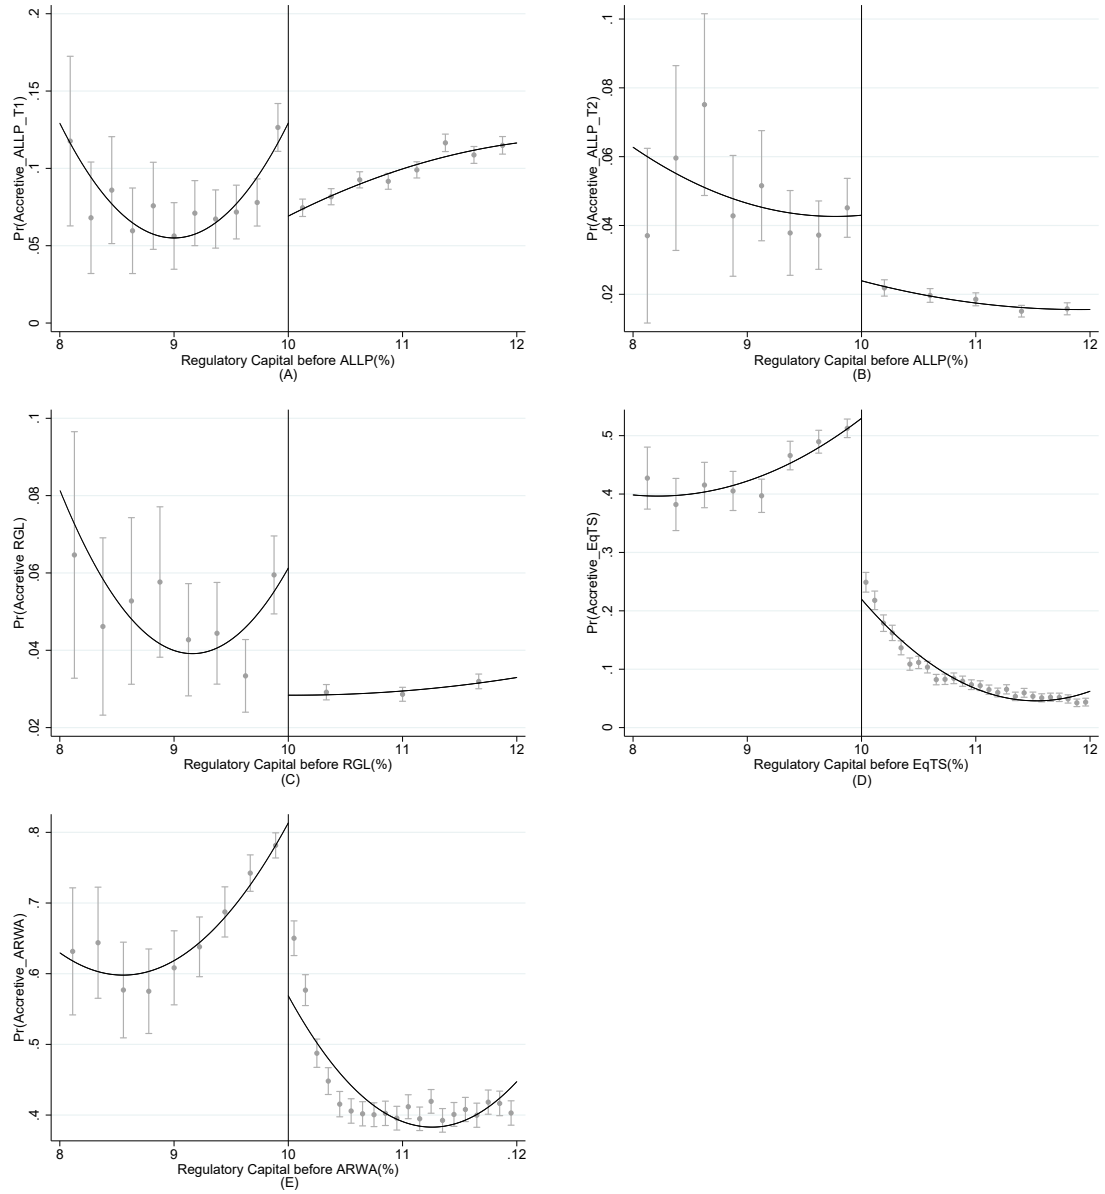 Pr(Accretive_ALLP_T1)
.2
.15
.1
.05
0
8 9 10 11 12
Regulatory Capital before ALLP(%)
(A)
Pr(Accretive_ALLP_T2)
.1
.08
.06
.04
.02
8 9 10 11 12
Regulatory Capital before ALLP(%)
(B)
Pr(Accretive RGL)
.1
.08
.06
.04
.02
8 9 10 11 12
Regulatory Capital before RGL(%)
(C)
Pr(Accretive_EqTS)
.5
.4
.3
.2
.1
0
8 9 10 11 12
Regulatory Capital before EqTS(%)
(D)
Pr(Accretive_ARWA)
.8
.7
.6
.5
.4
8 9 10 11 .12
Regulatory Capital before ARWA(%)
(E)